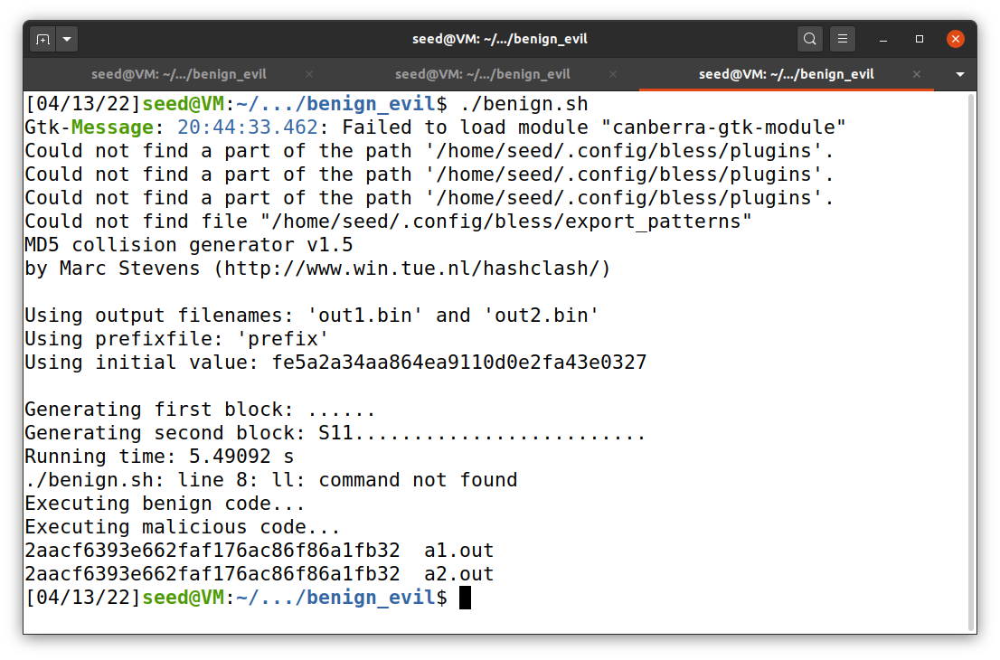 seed@VM: ~/.../benign_evil
seed@VM: ~/.../benign_evil
seed@VM: ~/.../benign_evil
seed@VM: ~/.../benign_evil
[04/13/22]seed@VM:~/.../benign_evil$ ./benign.sh
Gtk-Message: 20:44:33.462: Failed to load module "canberra-gtk-module"
Could not find a part of the path '/home/seed/.config/bless/plugins'.
Could not find a part of the path '/home/seed/.config/bless/plugins'.
Could not find a part of the path '/home/seed/.config/bless/plugins'.
Could not find file "/home/seed/.config/bless/export_patterns"
MD5 collision generator v1.5
by Marc Stevens (http://www.win.tue.nl/hashclash/)
Using output filenames: 'out1.bin' and 'out2.bin'
Using prefixfile: 'prefix'
Using initial value: fe5a2a34aa864ea9110d0e2fa43e0327
Generating first block: ......
Generating second block: S11.........................
Running time: 5.49092 s
./benign.sh: line 8: ll: command not found
Executing benign code...
Executing malicious code...
2aacf6393e662faf176ac86f86a1fb32  a1.out
2aacf6393e662faf176ac86f86a1fb32  a2.out
[04/13/22]seed@VM:~/.../benign_evil$